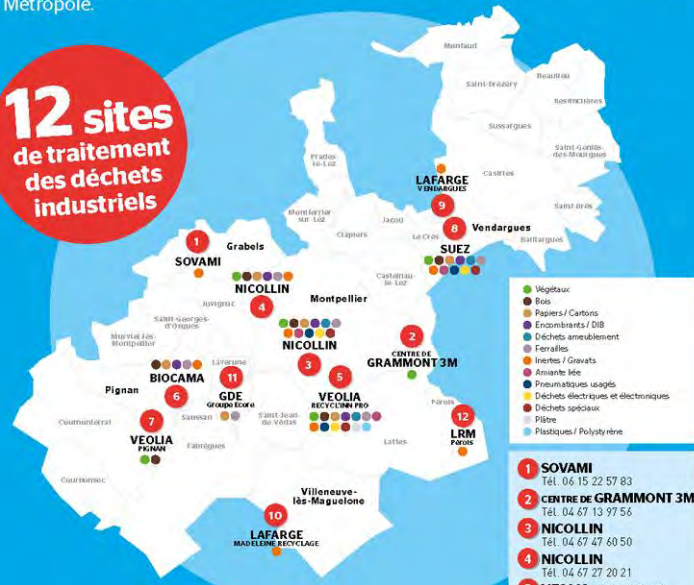 Métropole.
12 sites
de traitement
des déchets
industriels
Montaud
Saint-Drézéry
Beaulieu
Restinclières
Sussargues
Saint-Geniès-
des-Mourgues
Castries
Saint-Brès
Baillargues
Prades-
le-Lez
LAFARGE
VENDARGUES
9
8
Vendargues
SUEZ
Montferrier
sur-Lez
Jacou
Clapiers
Le Crès
Castelnau-
le-Lez
1
Grabels
SOVAMI
NICOLLIN
4
Juvignac
Montpellier
Saint-Georges-
d'Orques
Murviel-lès-
Montpellier
NICOLLIN
3
5
VEOLIA
RECYCL'INN PRO
2
CENTRE DE
GRAMMONT 3M
Lavérune
BIOCAMA
11
Pignan
6
GDE
Groupe Ecore
Saussan
Saint-Jean-
de-Védas
7
VEOLIA
PIGNAN
Cournonterral
Fabrègues
Cournonsec
Lattes
Pérols
12
LRM
Pérols
Villeneuve-
lès-Maguelone
10
LAFARGE
MADELEINE RECYCLAGE
Végétaux
Bois
Papiers / Cartons
Encombrants / DIB
Déchets ameublement
Ferrailles
Inertes / Gravats
Amiante liée
Pneumatiques usagés
Déchets électriques et électroniques
Déchets spéciaux
Plâtre
Plastiques / Polystyrène
1 SOVAMI
Tél. 06 15 22 57 83
2 CENTRE DE GRAMMONT 3M
Tél. 04 67 13 97 56
3 NICOLLIN
Tél. 04 67 47 60 50
4 NICOLLIN
Tél. 04 67 27 20 21